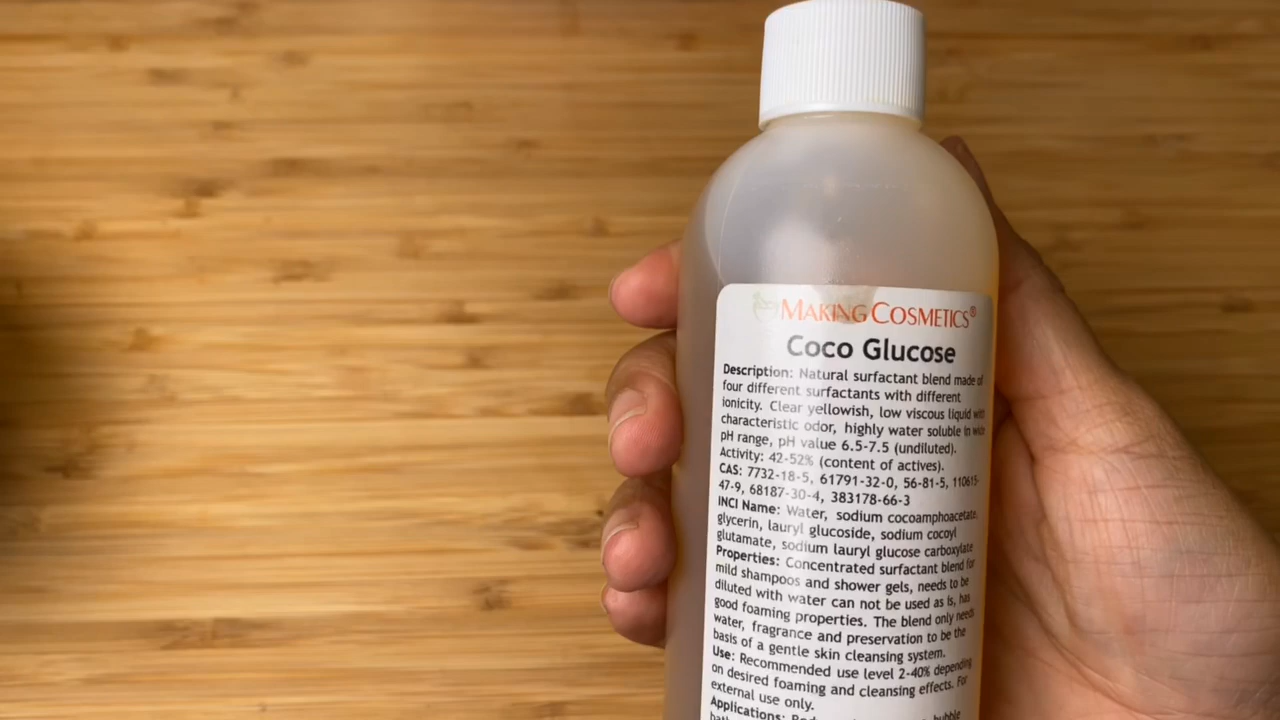 MAKING COSMETICS®
Coco Glucose
Description: Natural surfactant blend made of
four different surfactants with different
ionicity. Clear yellowish, low viscous liquid with
characteristic odor, highly water soluble in wide
pH range, pH value 6.5-7.5 (undiluted).
Activity: 42-52% (content of actives).
CAS: 7732-18-5, 61791-32-0, 56-81-5, 110615-
47-9, 68187-30-4, 383178-66-3
INCI Name: Water, sodium cocoamphoacetate,
glycerin, lauryl glucoside, sodium cocoyl
glutamate, sodium lauryl glucose carboxylate
Properties: Concentrated surfactant blend for
mild shampoos and shower gels, needs to be
diluted with water can not be used as is, has
good foaming properties. The blend only needs
water, fragrance and preservation to be the
basis of a gentle skin cleansing system.
Use: Recommended use level 2-40% depending
on desired foaming and cleansing effects. For
external use only.
Applications: bubble